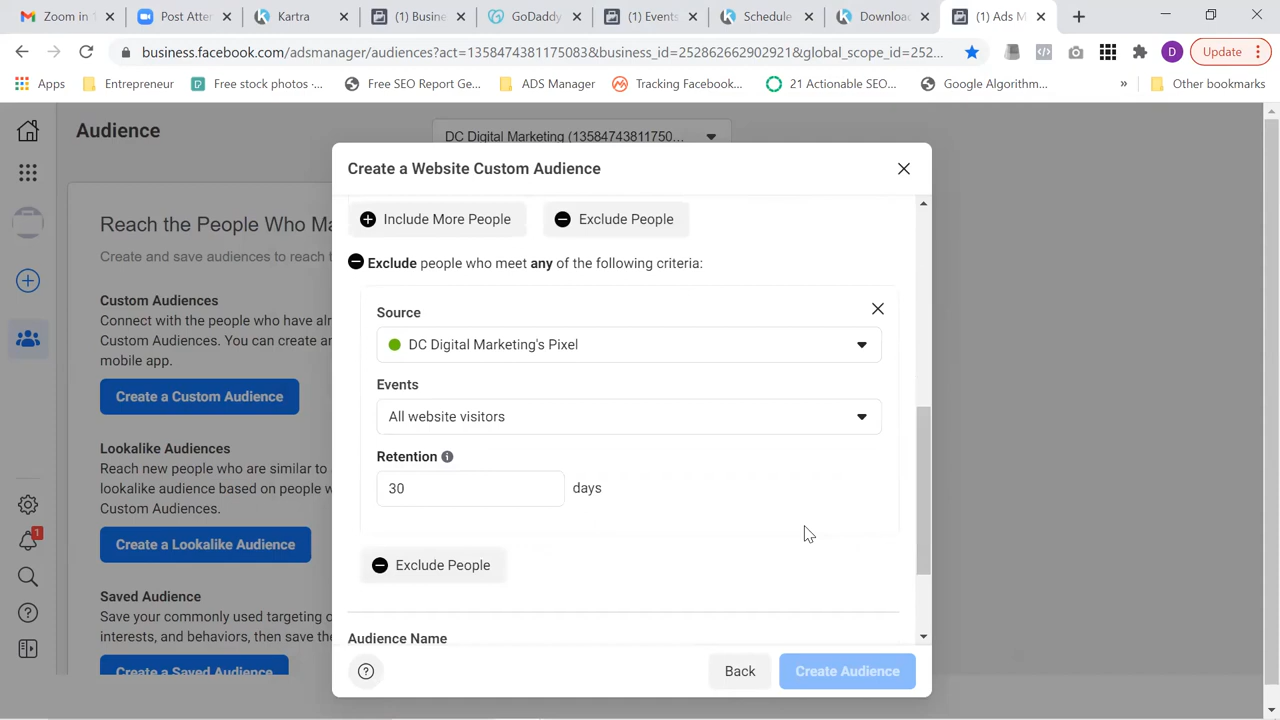 Zoom in
Post Atter
Kartra
(1) Busine
GoDaddy
(1) Events
Schedule
Downloac
(1) Ads M
business.facebook.com/adsmanager/audiences?act=1358474381175083&business_id=252862662902921&global_scope_id=252...
D
Update
Apps
Entrepreneur
Free stock photos ·...
Free SEO Report Ge...
ADS Manager
Tracking Facebook...
21 Actionable SEO...
Google Algorithm...
»
Other bookmarks
Audience
DC Digital Marketing (13584743811750...
Reach the People Who Ma
Create and save audiences to reach t
Custom Audiences
Connect with the people who have alr
Custom Audiences. You can create an
mobile app.
Create a Custom Audience
Lookalike Audiences
Reach new people who are similar to
lookalike audience based on people w
Custom Audiences.
Create a Lookalike Audience
Saved Audience
Save your commonly used targeting o
interests, and behaviors, then save the
Create a Saved Audience
1
Create a Website Custom Audience
Include More People
Exclude People
Exclude people who meet any of the following criteria:
Source
DC Digital Marketing's Pixel
Events
All website visitors
Retention
30 days
Exclude People
Audience Name
Back
Create Audience